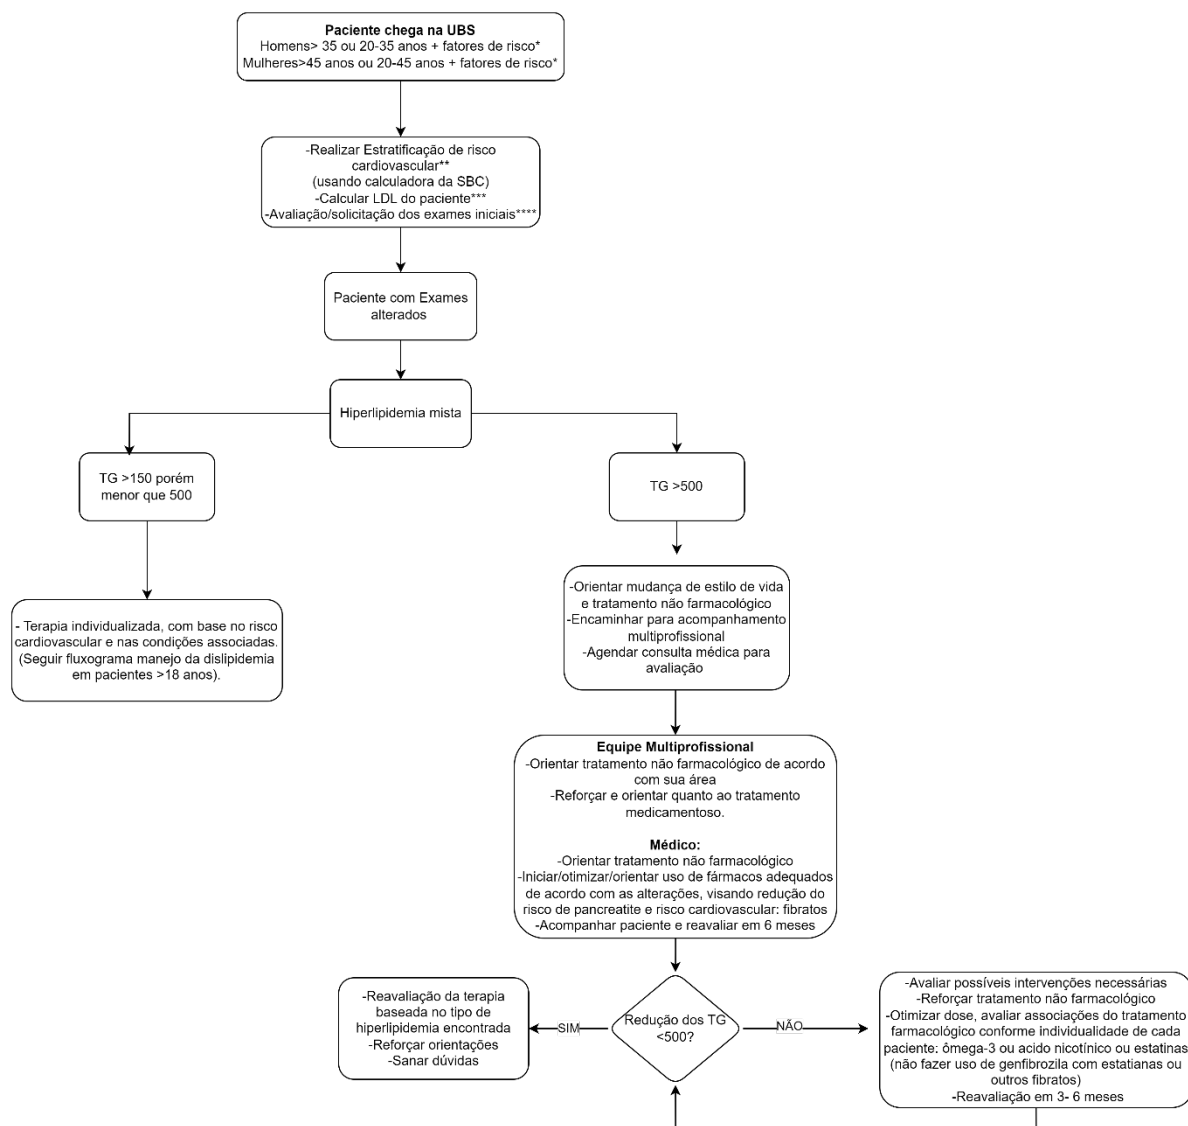 Paciente chega na UBS
Homens> 35 ou 20-35 anos + fatores de risco*
Mulheres>45 anos ou 20-45 anos + fatores de risco*
-Realizar Estratificação de risco
cardiovascular**
(usando calculadora da SBC)
-Calcular LDL do paciente***
-Avaliação/solicitação dos exames iniciais****
Paciente com Exames
alterados
Hiperlipidemia mista
TG >150 porém
menor que 500
TG >500
- Terapia individualizada, com base no risco
cardiovascular e nas condições associadas.
(Seguir fluxograma manejo da dislipidemia
em pacientes >18 anos).
-Orientar mudança de estilo de vida
e tratamento não farmacológico
-Encaminhar para acompanhamento
multiprofissional
-Agendar consulta médica para
avaliação
Equipe Multiprofissional
-Orientar tratamento não farmacológico de acordo
com sua área
-Reforçar e orientar quanto ao tratamento
medicamentoso.
Médico:
-Orientar tratamento não farmacológico
-Iniciar/otimizar/orientar uso de fármacos adequados
de acordo com as alterações, visando redução do
risco de pancreatite e risco cardiovascular: fibratos
-Acompanhar paciente e reavaliar em 6 meses
Redução dos TG
<500?
SIM
NÃO
-Reavaliação da terapia
baseada no tipo de
hiperlipidemia encontrada
-Reforçar orientações
-Sanar dúvidas
-Avaliar possíveis intervenções necessárias
-Reforçar tratamento não farmacológico
-Otimizar dose, avaliar associações do tratamento
farmacológico conforme individualidade de cada
paciente: ômega-3 ou acido nicotínico ou estatinas
(não fazer uso de genfibrozila com estatianas ou
outros fibratos)
-Reavaliação em 3- 6 meses